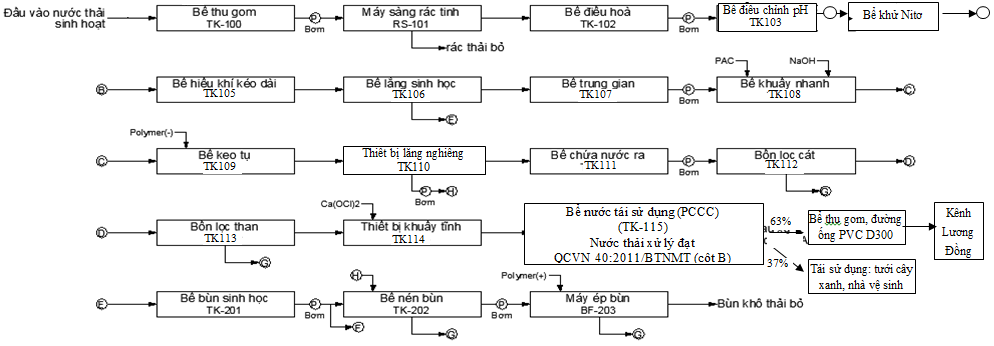 Đầu vào nước thải
sinh hoạt
Bể thu gom
TK-100
P
Bơm
Máy sàng rác tinh
RS-101
rác thải bỏ
Bể điều hoà
TK-102
P
Bơm
Bể điều chỉnh pH
TK103
Bể khử Nitơ
B
Bể hiếu khí kéo dài
TK105
Bể lắng sinh học
TK106
E
Bể trung gian
TK107
P
Bơm
PAC
NaOH
Bể khuấy nhanh
TK108
C
Polymer(-)
C
Bể keo tụ
TK109
Thiết bị lắng nghiêng
TK110
P
Bơm
H
Bể chứa nước ra
TK111
P
Bơm
Bồn lọc cát
TK112
G
D
D
Bồn lọc than
TK113
G
Ca(OCl)2
Thiết bị khuấy tĩnh
TK114
Bể nước tái sử dụng (PCCC)
(TK-115)
Nước thải xử lý đạt
QCVN 40:2011/BTNMT (cột B)
63%
37%
Bể thu gom, đường
ống PVC D300
Kênh
Lương
Đồng
Tái sử dụng: tưới cây
xanh, nhà vệ sinh
E
Bể bùn sinh học
TK-201
P
Bơm
F
H
Bể nén bùn
TK-202
G
P
Bơm
Polymer(+)
Máy ép bùn
BF-203
G
Bùn khô thải bỏ